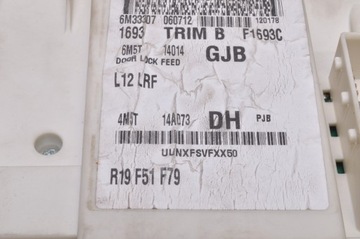 6M33307 060712 120178
1693 TRIM B F1693C
6M5T 14014 GJB
DOOR LOCK FEED
L12 LRF
4M5T 14A073 DH PJB
UUNXFSVFXX50
R19 F51 F79